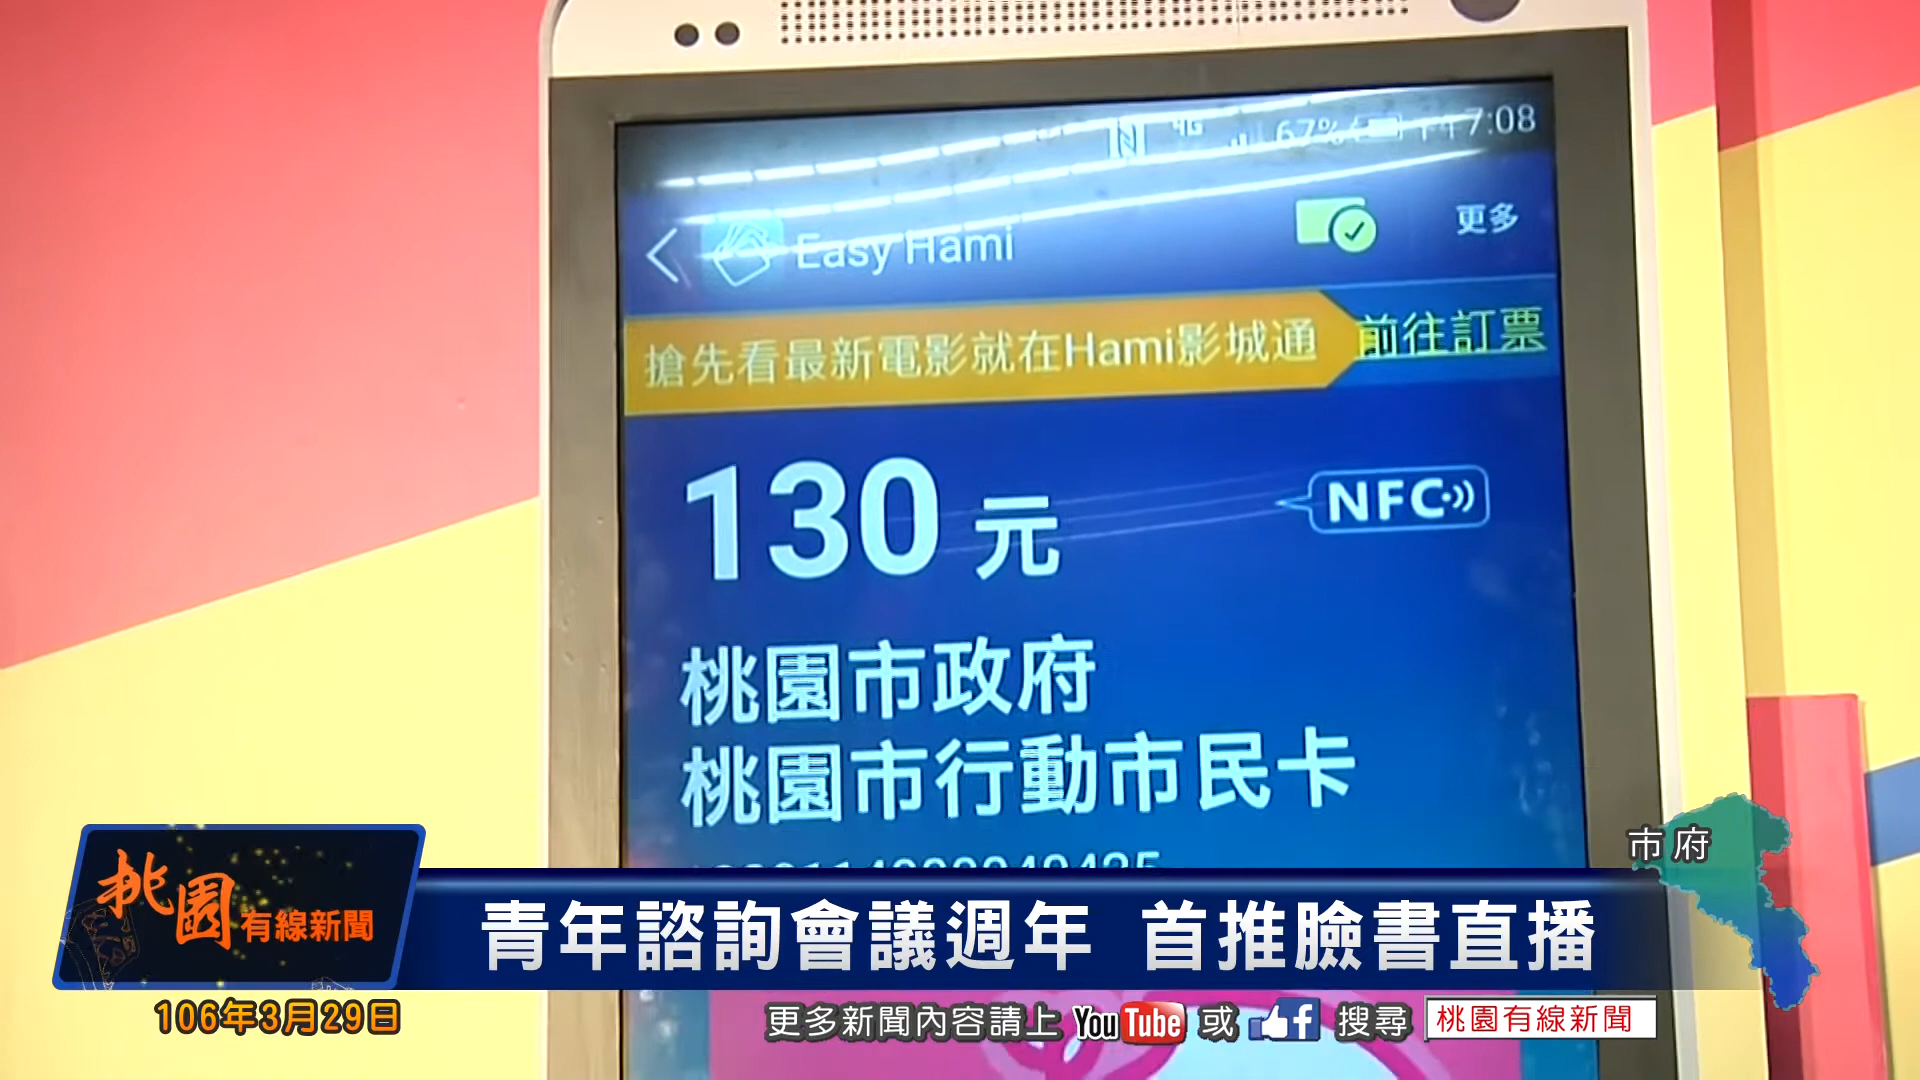 4G 67% 下午7:08
Easy Hami
更多
搶先看最新電影就在Hami影城通
前往訂票
130 元
NFC
桃園市政府
桃園市行動市民卡
市府
桃園有線新聞
青年諮詢會議週年 首推臉書直播
106年3月29日
更多新聞內容請上 YouTube 或 f 搜尋 桃園有線新聞